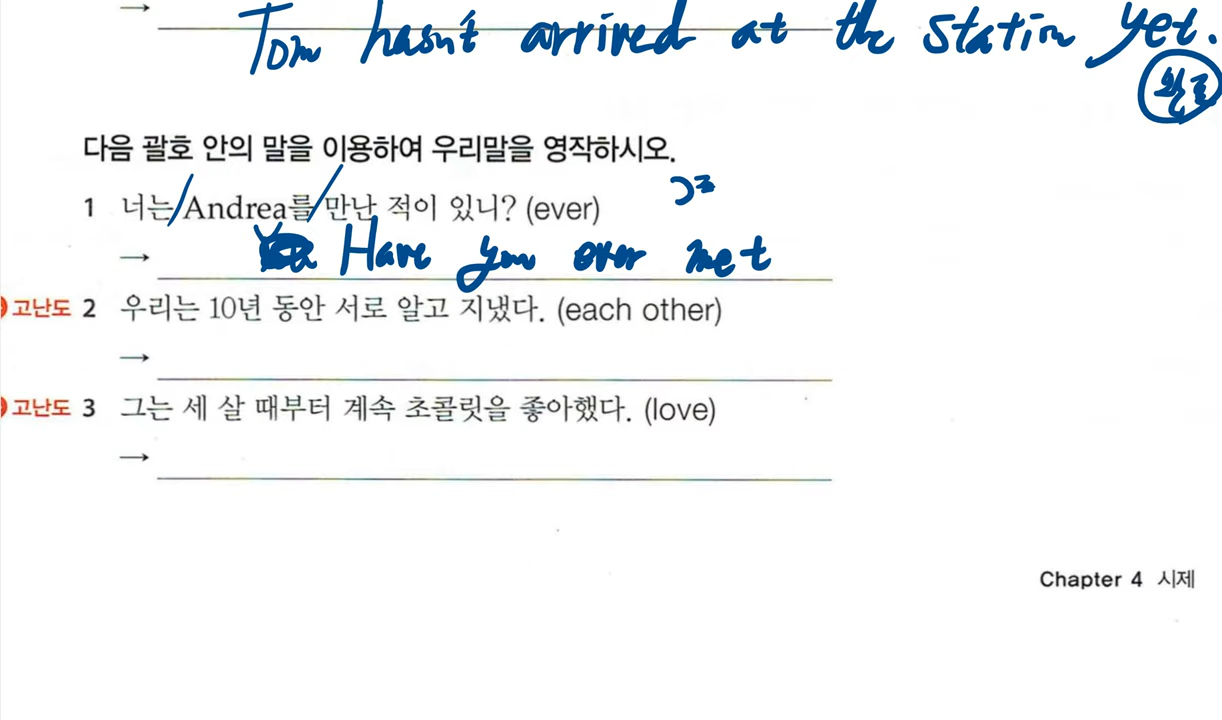 → Tom hasn't arrived at the station yet.
완료
다음 괄호 안의 말을 이용하여 우리말을 영작하시오.
1 너는/Andrea를/만난 적이 있니? (ever)
→ Have you ever met
고난도 2 우리는 10년 동안 서로 알고 지냈다. (each other)
→
고난도 3 그는 세 살 때부터 계속 초콜릿을 좋아했다. (love)
→
Chapter 4 시제